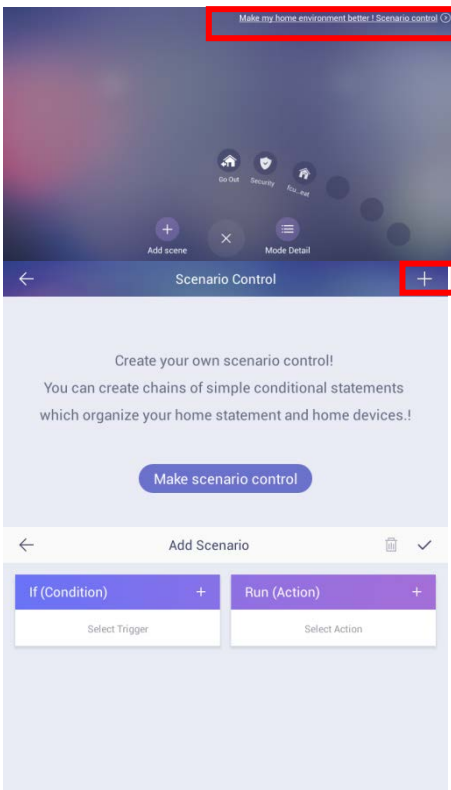 Make my home environment better ! Scenario control
Go Out
Security
fcu...eat
Add scene
Mode Detail
Scenario Control
Create your own scenario control!
You can create chains of simple conditional statements
which organize your home statement and home devices.!
Make scenario control
Add Scenario
If (Condition) +
Run (Action) +
Select Trigger
Select Action